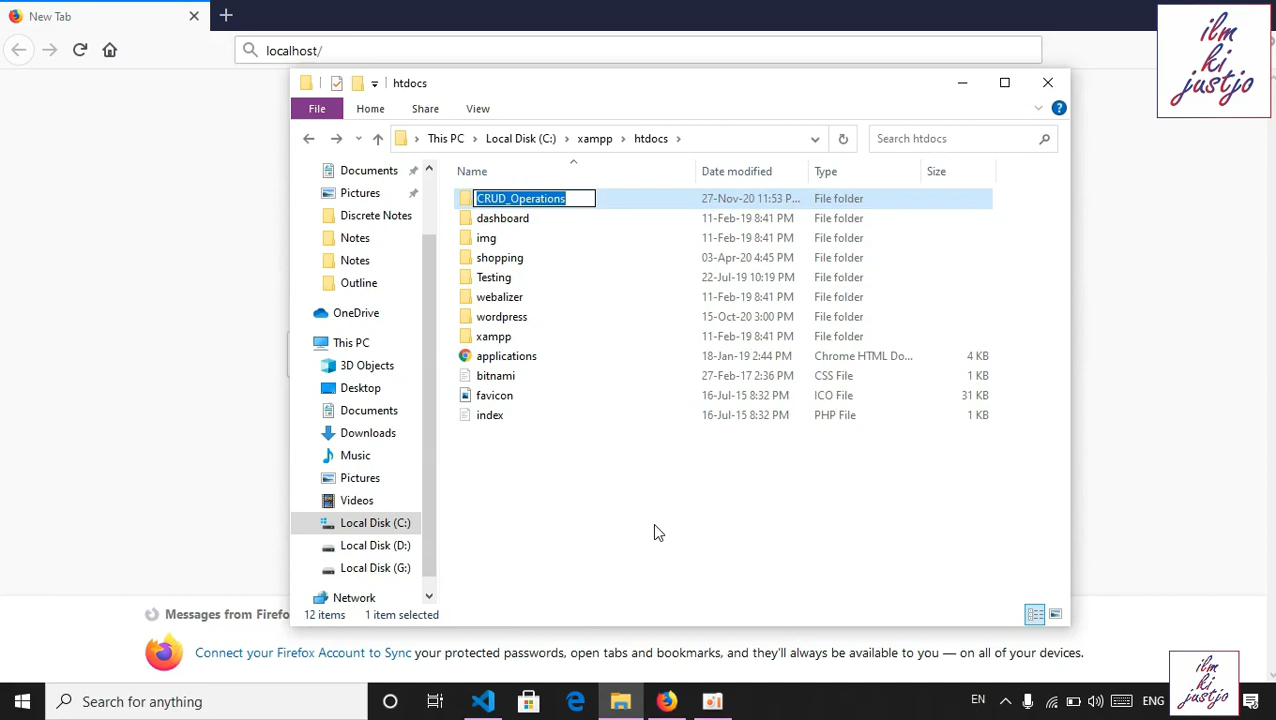 New Tab
localhost/
ilm
ki
justjo
htdocs
File
Home
Share
View
This PC
Local Disk (C:)
xampp
htdocs
Search htdocs
Name
Date modified
Type
Size
Documents
Pictures
Discrete Notes
Notes
Notes
Outline
OneDrive
This PC
3D Objects
Desktop
Documents
Downloads
Music
Pictures
Videos
Local Disk (C:)
Local Disk (D:)
Local Disk (G:)
Network
CRUD_Operations 27-Nov-20 11:53 P... File folder
dashboard 11-Feb-19 8:41 PM File folder
img 11-Feb-19 8:41 PM File folder
shopping 03-Apr-20 4:45 PM File folder
Testing 22-Jul-19 10:19 PM File folder
webalizer 11-Feb-19 8:41 PM File folder
wordpress 15-Oct-20 3:00 PM File folder
xampp 11-Feb-19 8:41 PM File folder
applications 18-Jan-19 2:44 PM Chrome HTML Do... 4 KB
bitnami 27-Feb-17 2:36 PM CSS File 1 KB
favicon 16-Jul-15 8:32 PM ICO File 31 KB
index 16-Jul-15 8:32 PM PHP File 1 KB
12 items 1 item selected
Messages from Firefo
Connect your Firefox Account to Sync your protected passwords, open tabs and bookmarks, and they'll always be available to you — on all of your devices.
ilm
ki
justjo
Search for anything
EN
ENG